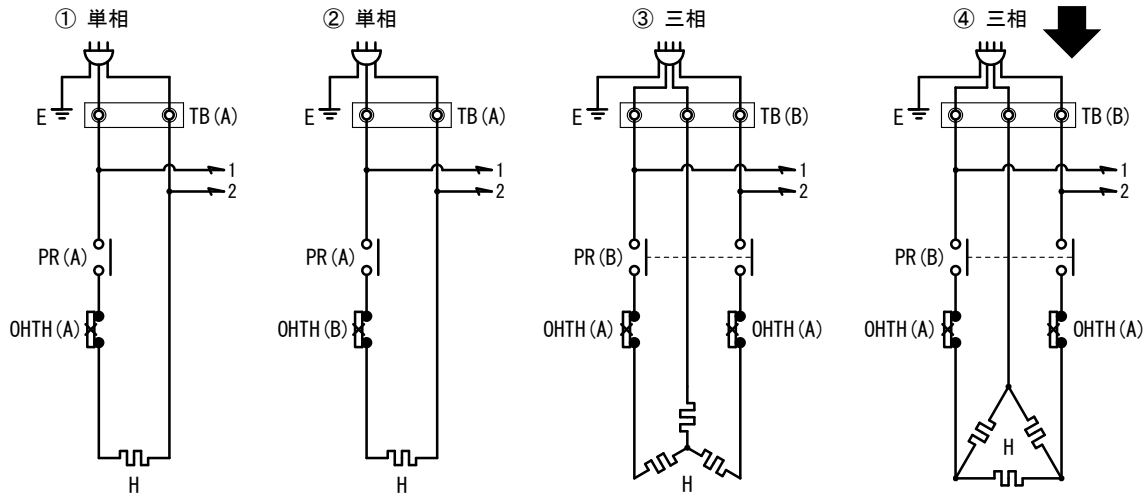 ① 単相
② 単相
③ 三相
④ 三相
E
TB(A)
E
TB(A)
E
TB(B)
E
TB(B)
1
1
1
1
2
2
2
2
PR(A)
PR(A)
PR(B)
PR(B)
OHTH(A)
OHTH(B)
OHTH(A)
OHTH(A)
OHTH(A)
OHTH(A)
H
H
H
H